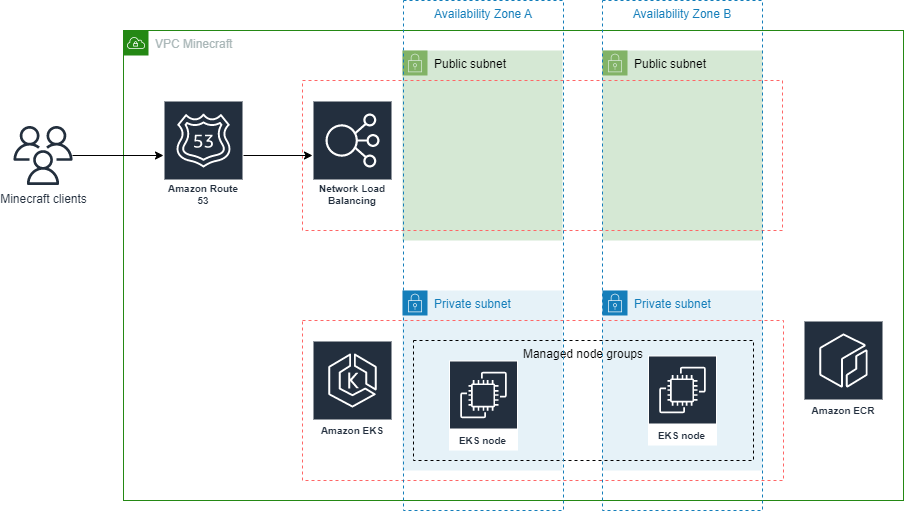 Availability Zone A
Availability Zone B
VPC Minecraft
Public subnet
Public subnet
53
Minecraft clients
Amazon Route
53
Network Load
Balancing
Private subnet
Private subnet
Managed node groups
K
Amazon EKS
EKS node
EKS node
Amazon ECR